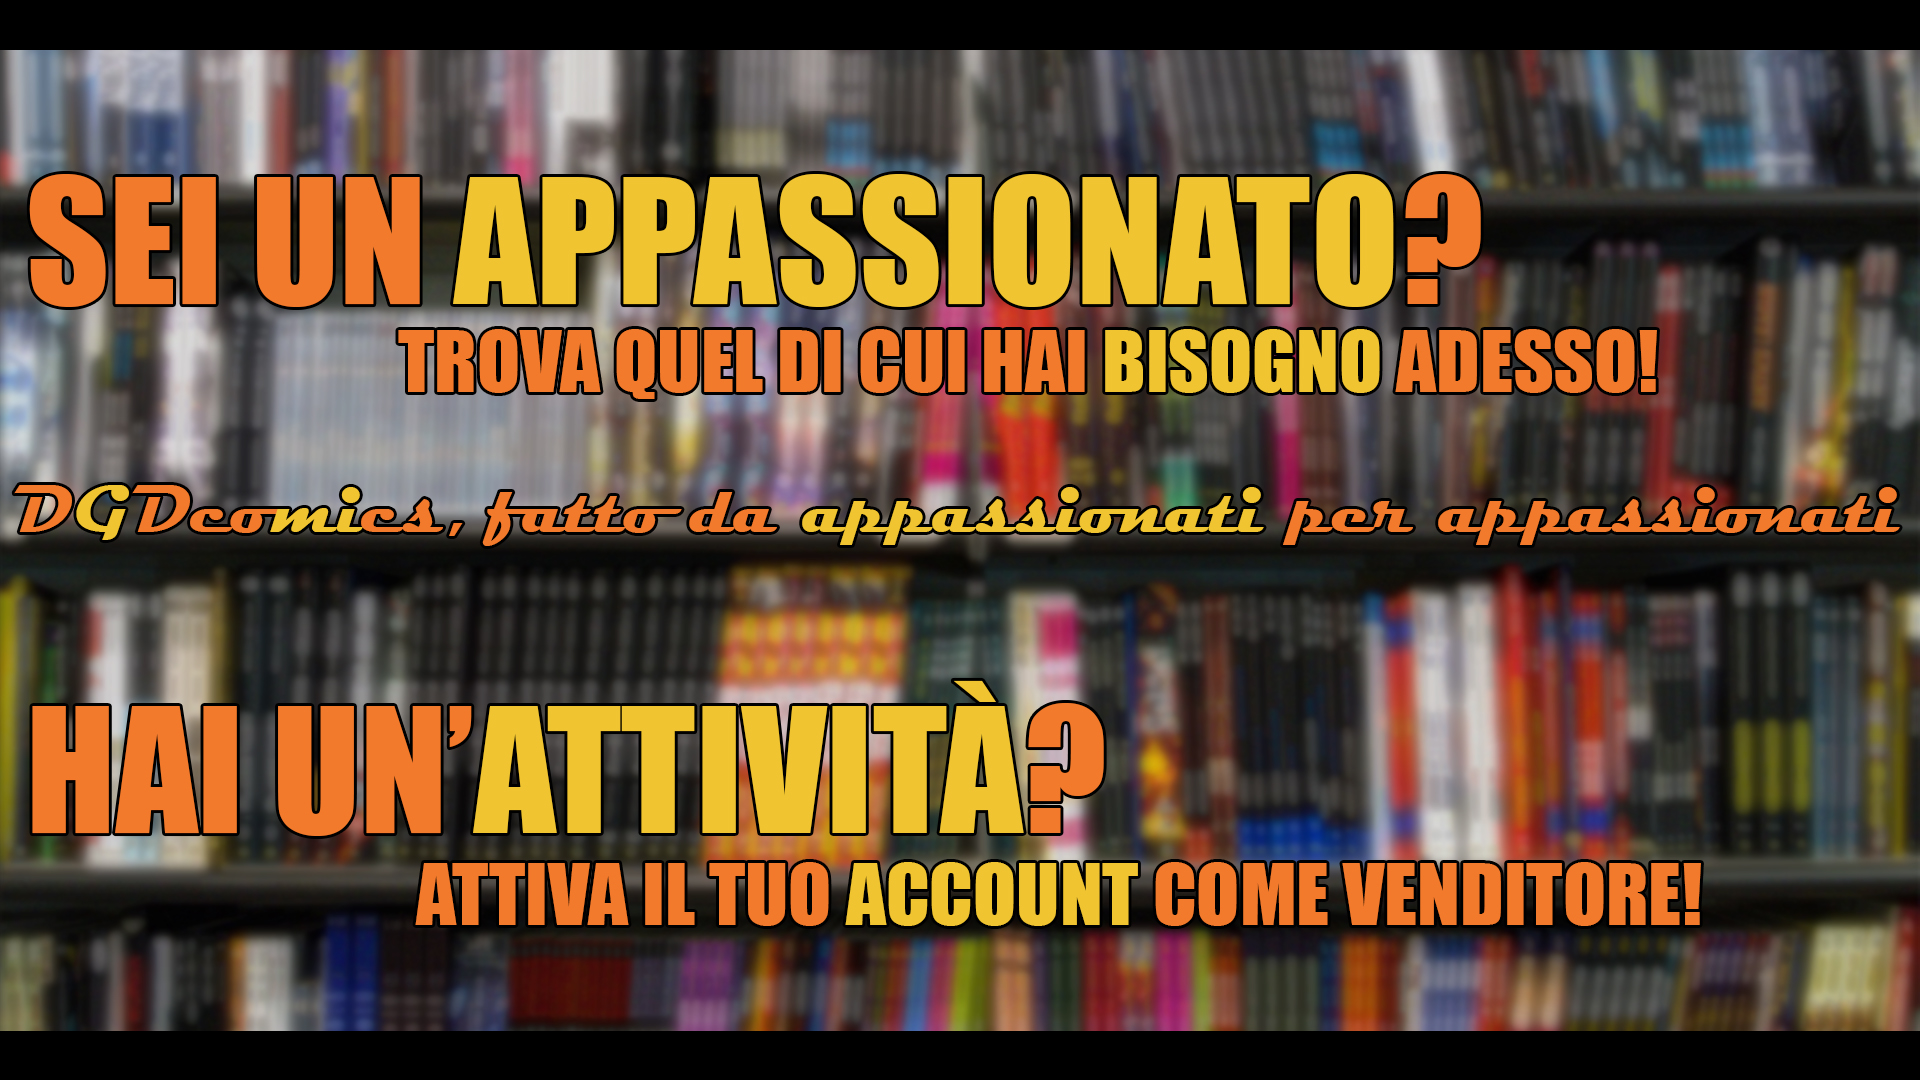 SEI UN APPASSIONATO?
TROVA QUEL DI CUI HAI BISOGNO ADESSO!
DGDcomics, fatto da appassionati per appassionati
HAI UN'ATTIVITÀ?
ATTIVA IL TUO ACCOUNT COME VENDITORE!